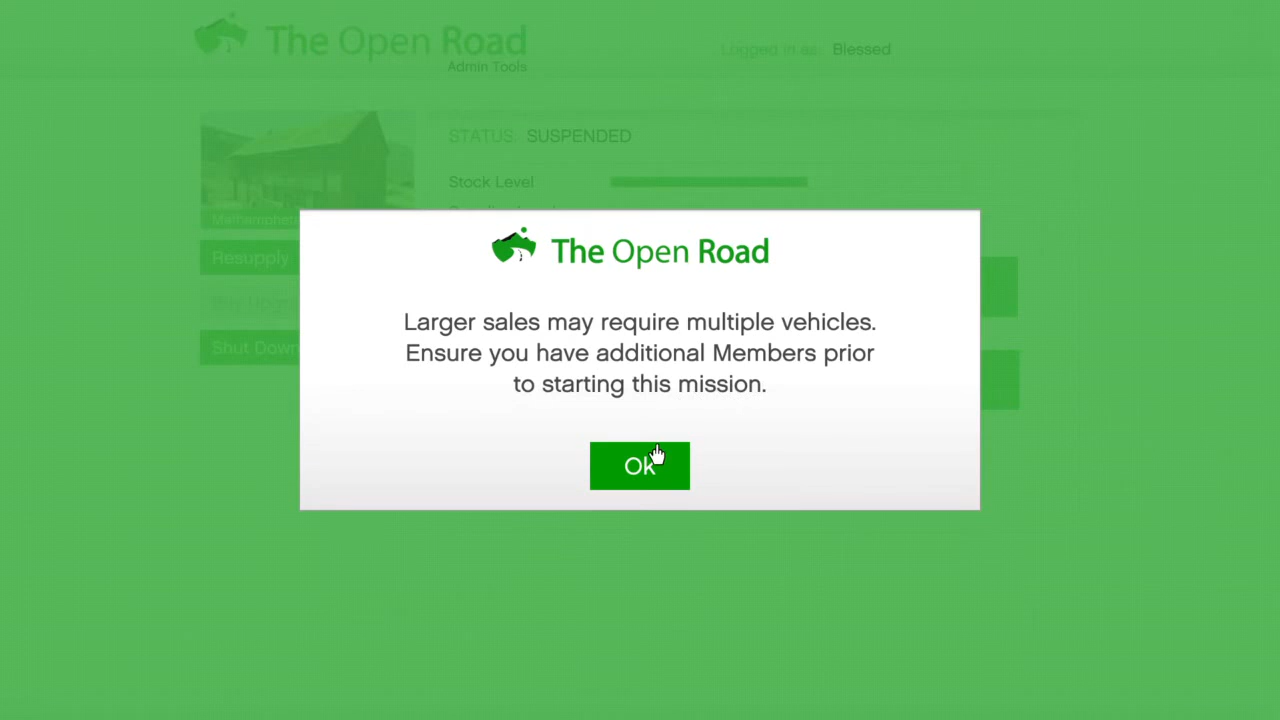 The Open Road
Admin Tools
Logged in as: Blessed
STATUS: SUSPENDED
Stock Level
Resupply
Shut Down
The Open Road
Larger sales may require multiple vehicles.
Ensure you have additional Members prior
to starting this mission.
Ok